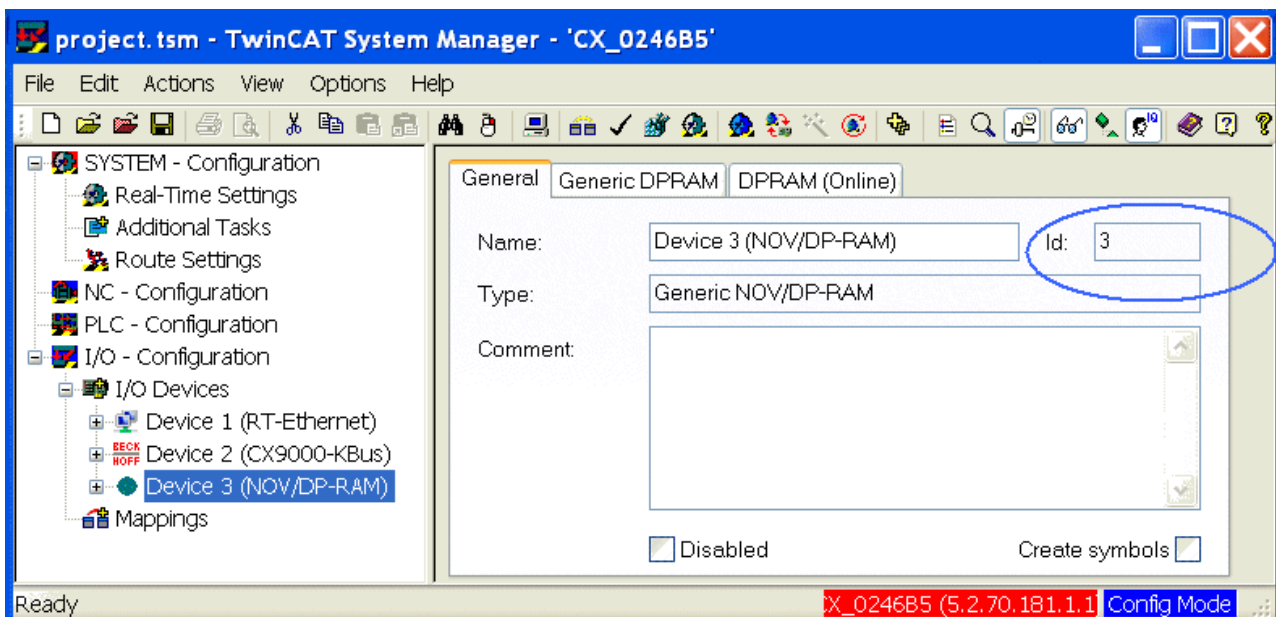 project.tsm - TwinCAT System Manager - 'CX_0246B5'
File Edit Actions View Options Help
SYSTEM - Configuration
Real-Time Settings
Additional Tasks
Route Settings
NC - Configuration
PLC - Configuration
I/O - Configuration
I/O Devices
Device 1 (RT-Ethernet)
BECK
HOFF
Device 2 (CX9000-KBus)
Device 3 (NOV/DP-RAM)
Mappings
General Generic DPRAM DPRAM (Online)
Name: Device 3 (NOV/DP-RAM) Id: 3
Type: Generic NOV/DP-RAM
Comment:
Disabled Create symbols
Ready CX_0246B5 (5.2.70.181.1.1 Config Mode